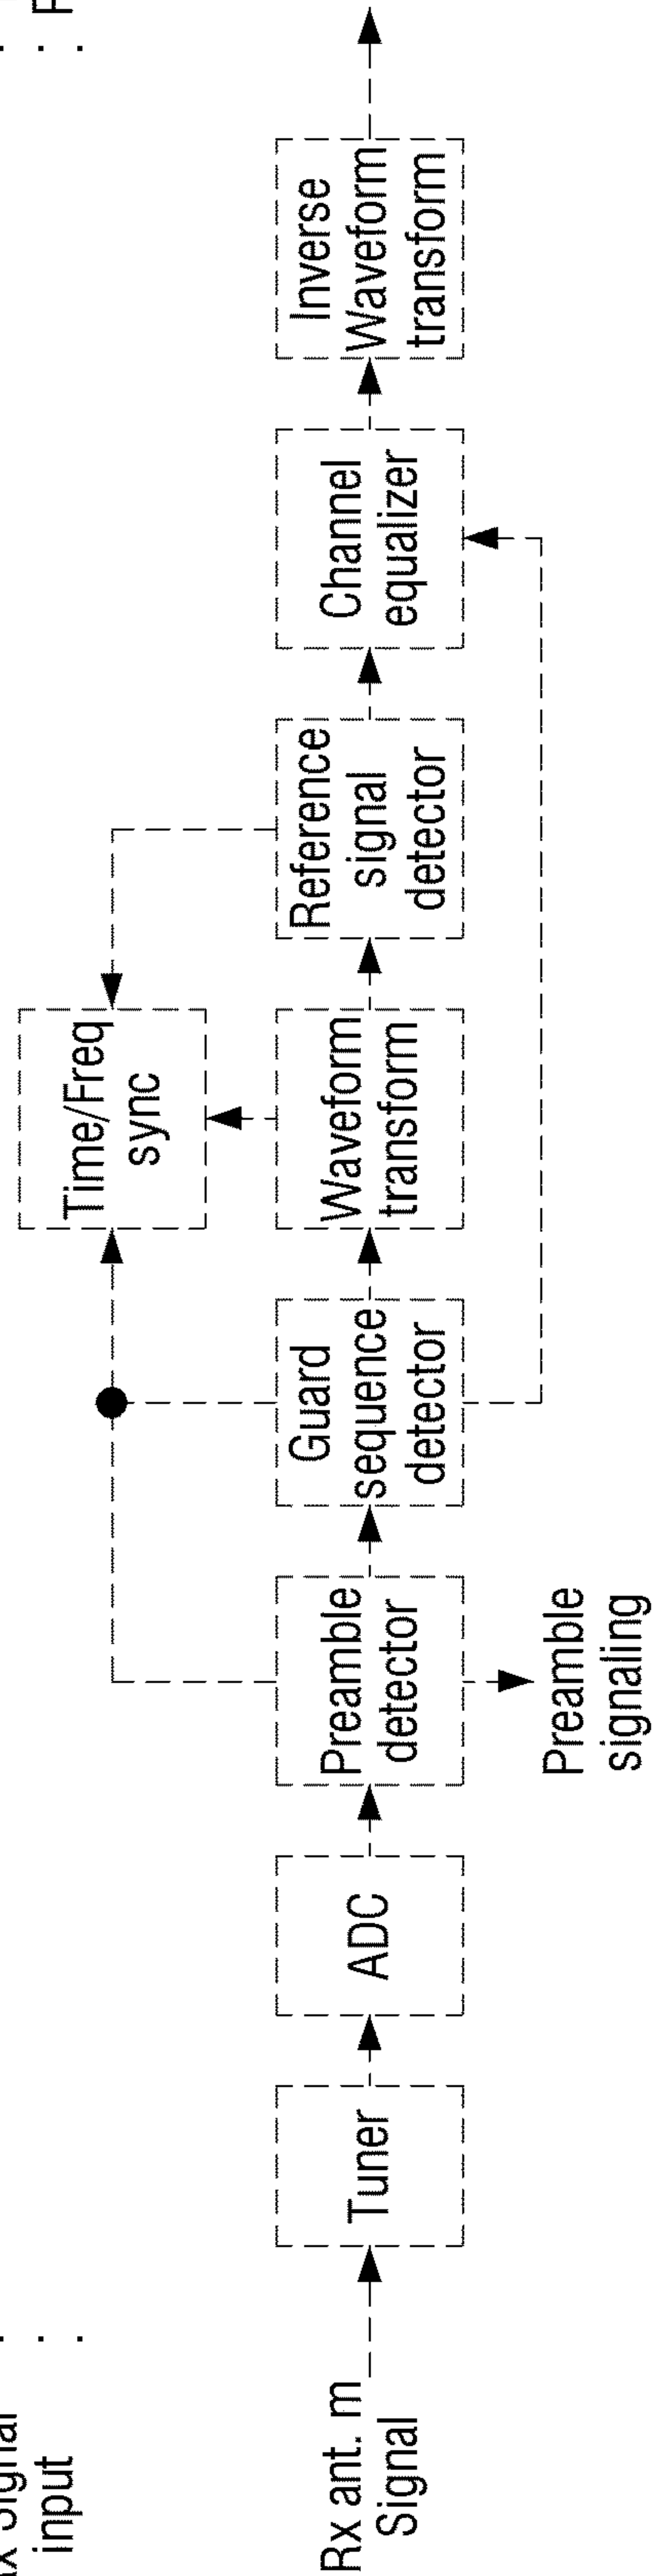 input
Time/Freq
sync
Rx ant. m
Signal
Tuner
ADC
Preamble
detector
Guard
sequence
detector
Waveform
transform
Reference
signal
detector
Channel
equalizer
Inverse
Waveform
transform
Preamble
signaling